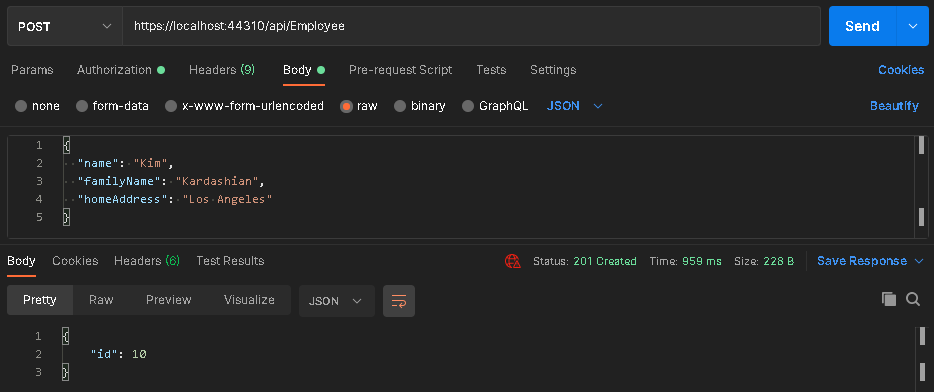 POST https://localhost:44310/api/Employee Send
Params Authorization Headers (9) Body Pre-request Script Tests Settings Cookies
none form-data x-www-form-urlencoded raw binary GraphQL JSON Beautify
1 {
2 "name": "Kim",
3 "familyName": "Kardashian",
4 "homeAddress": "Los Angeles"
5 }
Body Cookies Headers (6) Test Results Status: 201 Created Time: 959 ms Size: 228 B Save Response
Pretty Raw Preview Visualize JSON
1 {
2 "id": 10
3 }